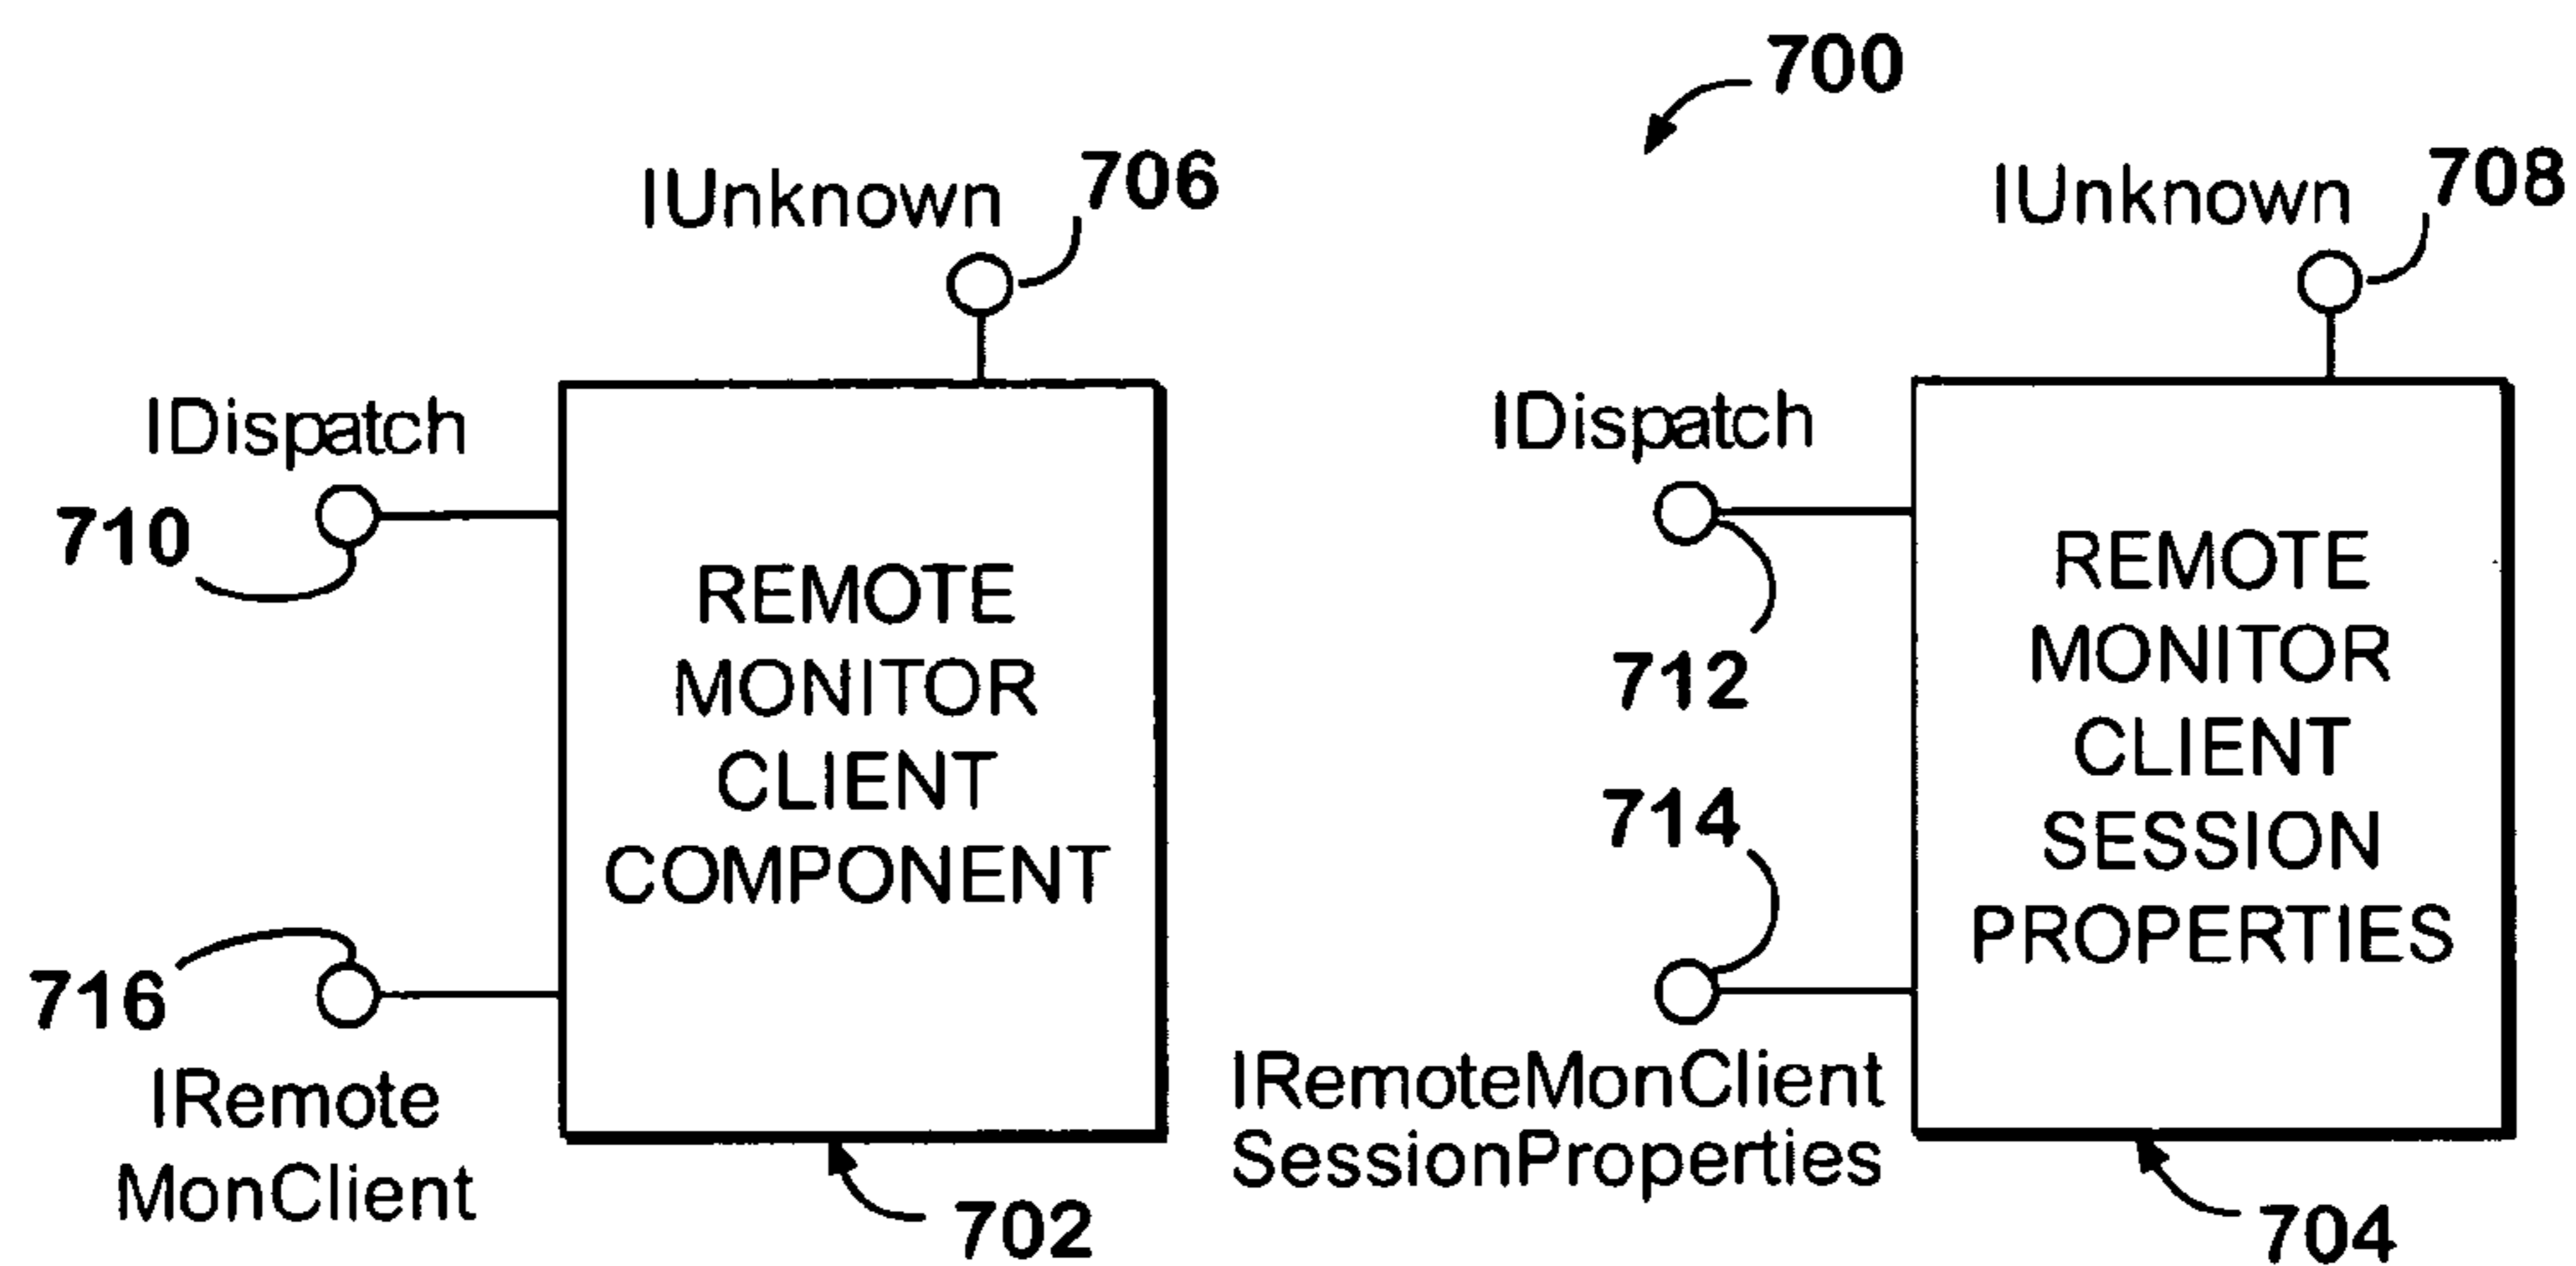 700
IUnknown
706
IDispatch
710
REMOTE
MONITOR
CLIENT
COMPONENT
716
IRemote
MonClient
702
IUnknown
708
IDispatch
712
REMOTE
MONITOR
CLIENT
SESSION
PROPERTIES
714
IRemoteMonClient
SessionProperties
704